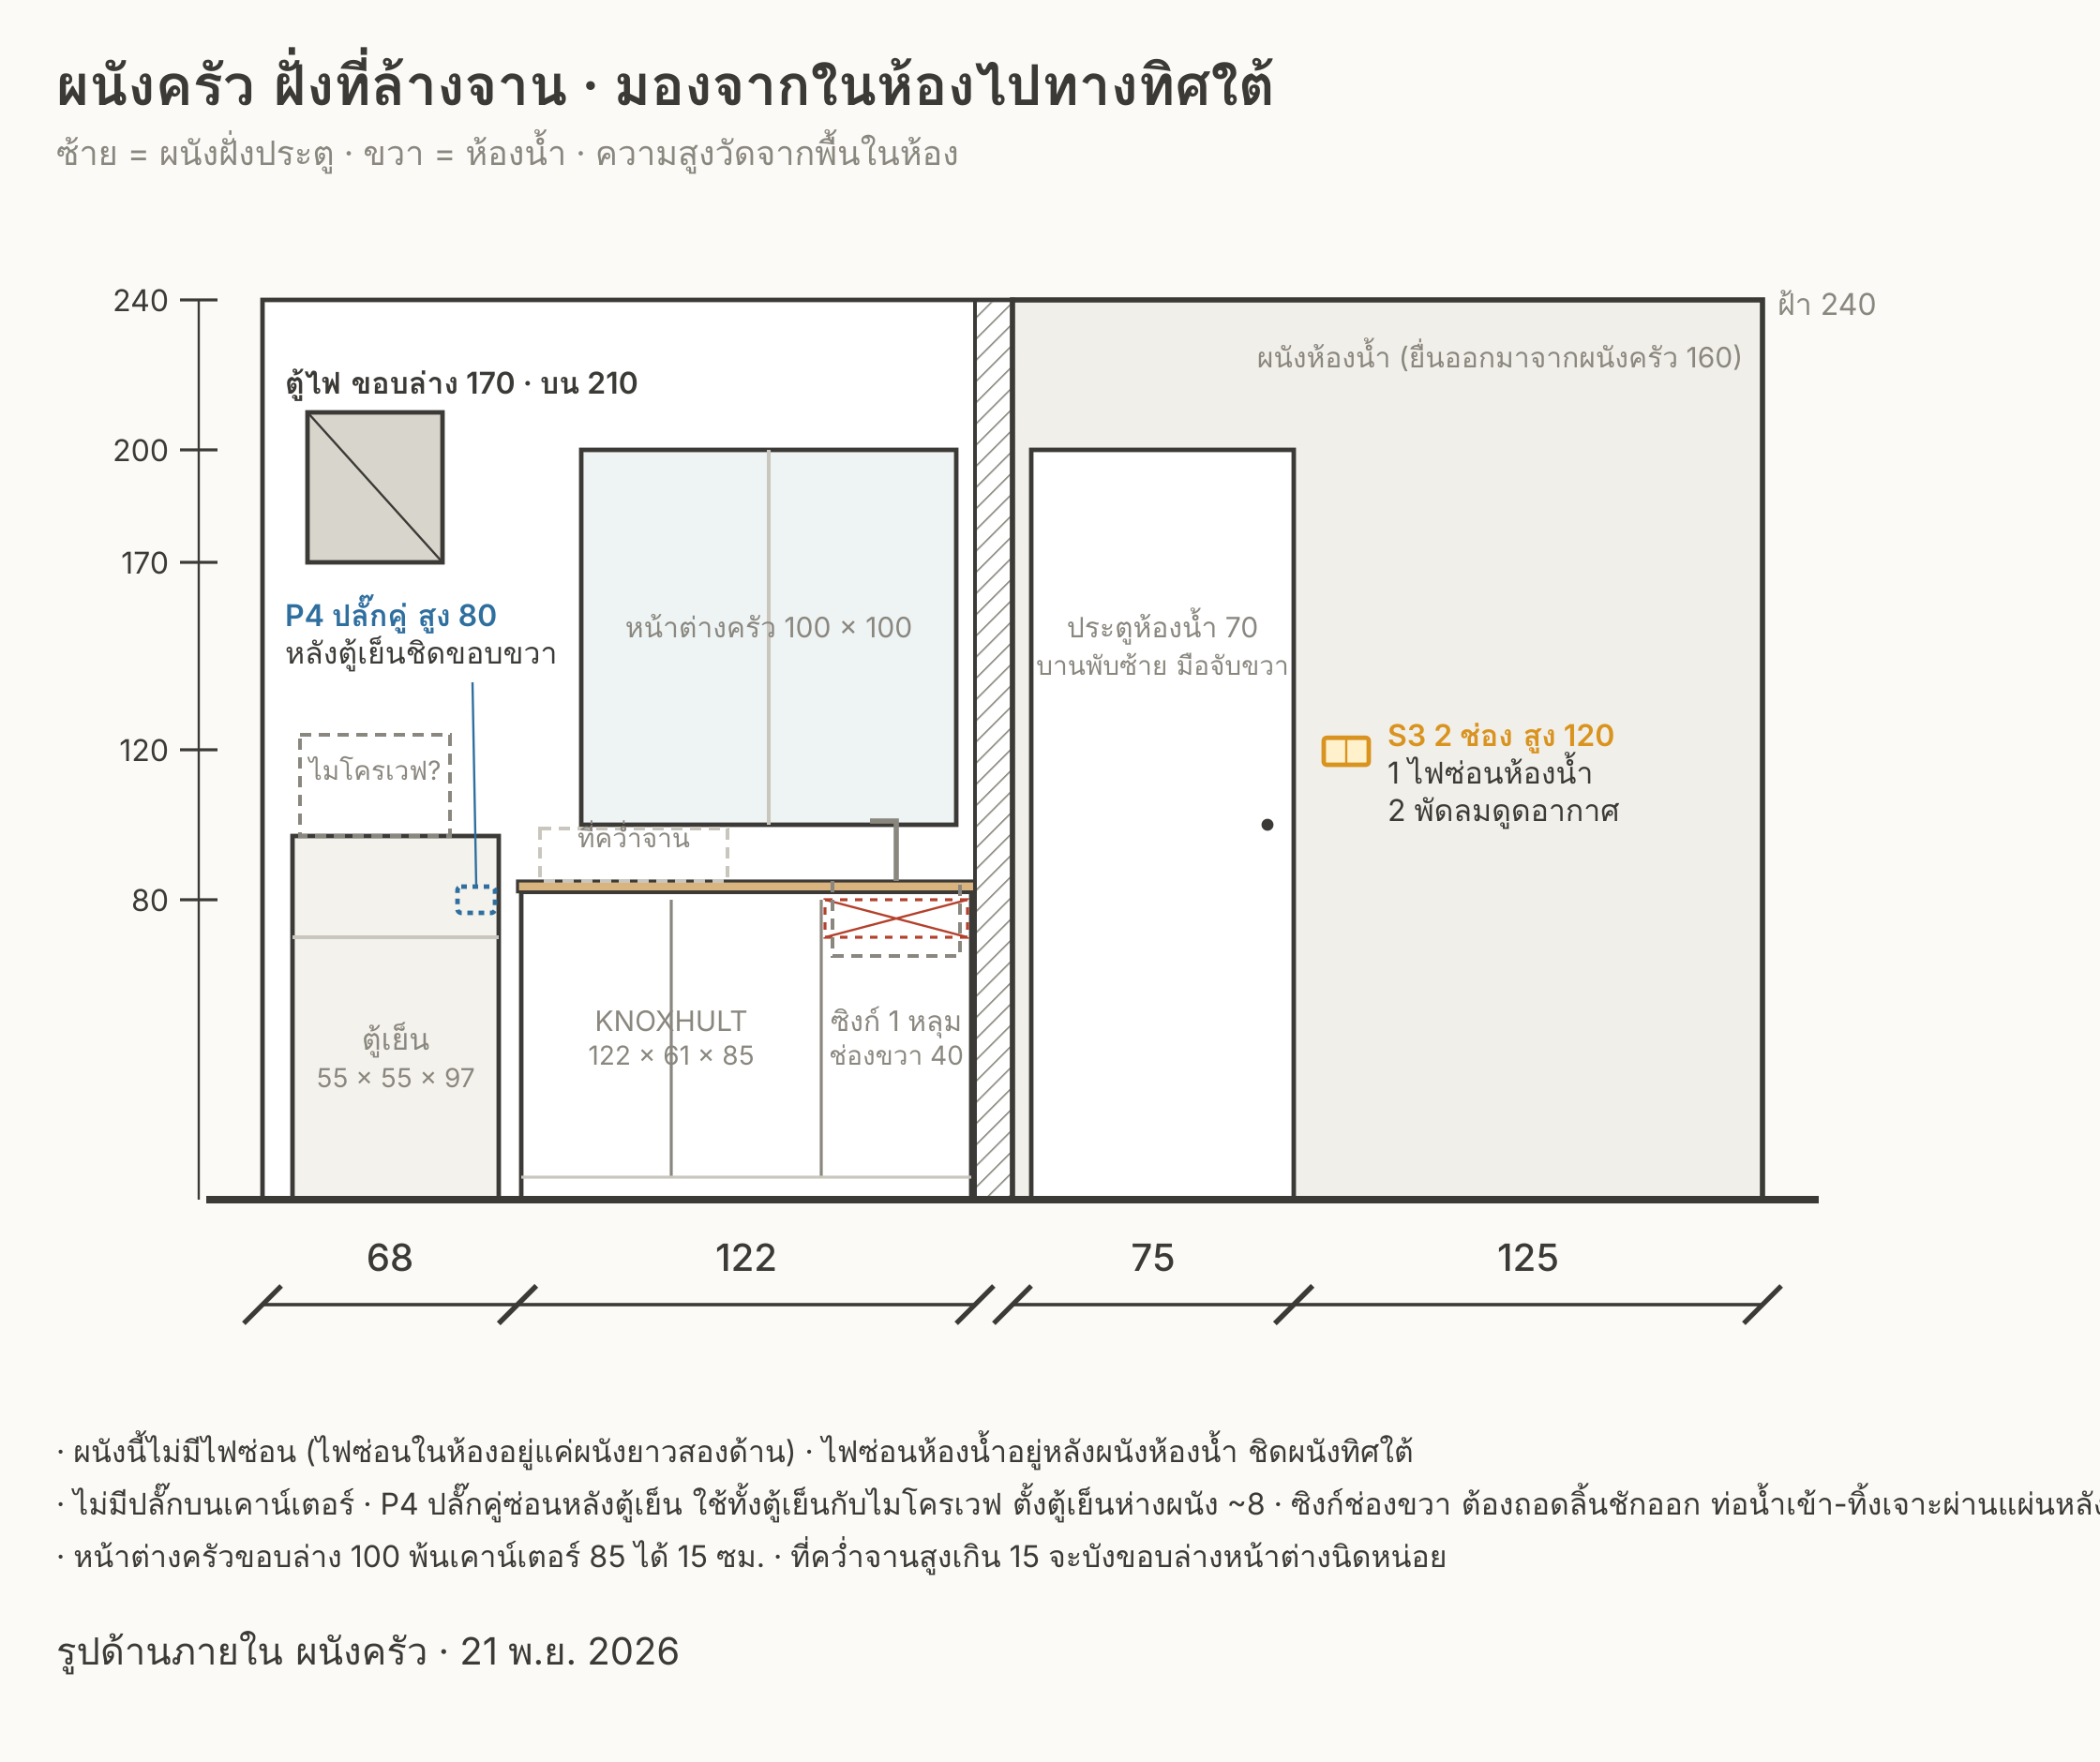 ผนังครัว ฝั่งที่ล้างจาน · มองจากในห้องไปทางทิศใต้
ซ้าย = ผนังฝั่งประตู · ขวา = ห้องน้ำ · ความสูงวัดจากพื้นในห้อง
240
ฝ้า 240
ผนังห้องน้ำ (ยื่นออกมาจากผนังครัว 160)
ตู้ไฟ ขอบล่าง 170 · บน 210
200
170
P4 ปลั๊กคู่ สูง 80
หลังตู้เย็นชิดขอบขวา
หน้าต่างครัว 100 × 100
ประตูห้องน้ำ 70
บานพับซ้าย มือจับขวา
120
ไมโครเวฟ?
S3 2 ช่อง สูง 120
1 ไฟซ่อนห้องน้ำ
2 พัดลมดูดอากาศ
ที่คว่ำจาน
80
KNOXHULT
122 × 61 × 85
ซิงก์ 1 หลุม
ช่องขวา 40
ตู้เย็น
55 × 55 × 97
68
122
75
125
· ผนังนี้ไม่มีไฟซ่อน (ไฟซ่อนในห้องอยู่แค่ผนังยาวสองด้าน) · ไฟซ่อนห้องน้ำอยู่หลังผนังห้องน้ำ ชิดผนังทิศใต้
· ไม่มีปลั๊กบนเคาน์เตอร์ · P4 ปลั๊กคู่ซ่อนหลังตู้เย็น ใช้ทั้งตู้เย็นกับไมโครเวฟ ตั้งตู้เย็นห่างผนัง ~8 · ซิงก์ช่องขวา ต้องถอดลิ้นชักออก ท่อน้ำเข้า-ทิ้งเจาะผ่านแผ่นหลัง
· หน้าต่างครัวขอบล่าง 100 พ้นเคาน์เตอร์ 85 ได้ 15 ซม. · ที่คว่ำจานสูงเกิน 15 จะบังขอบล่างหน้าต่างนิดหน่อย
รูปด้านภายใน ผนังครัว · 21 พ.ย. 2026